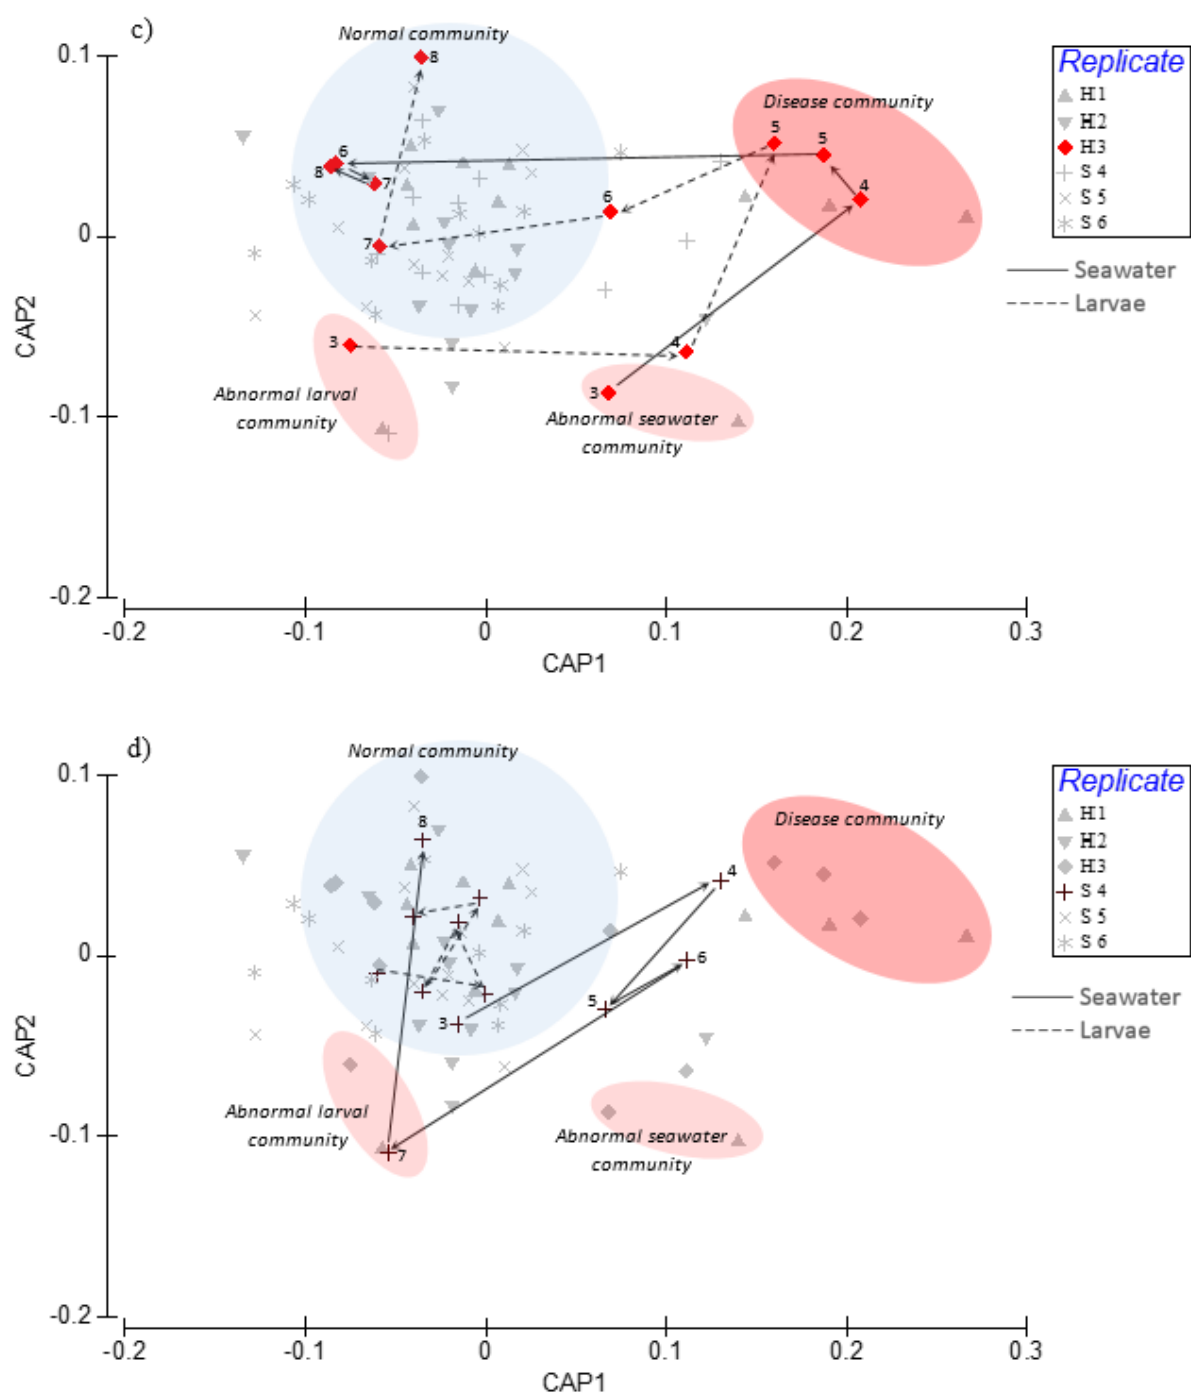 c)
Normal community
Disease community
Abnormal larval
community
Abnormal seawater
community
8
6
8
7
7
6
5
5
4
3
4
3
0.1
0
-0.1
-0.2
CAP2
-0.2
-0.1
0
0.1
0.2
0.3
CAP1
Replicate
H1
H2
H3
S 4
S 5
S 6
Seawater
Larvae
d)
Normal community
Disease community
Abnormal larval
community
Abnormal seawater
community
8
4
6
5
3
7
0.1
0
-0.1
-0.2
CAP2
-0.2
-0.1
0
0.1
0.2
0.3
CAP1
Replicate
H1
H2
H3
S 4
S 5
S 6
Seawater
Larvae